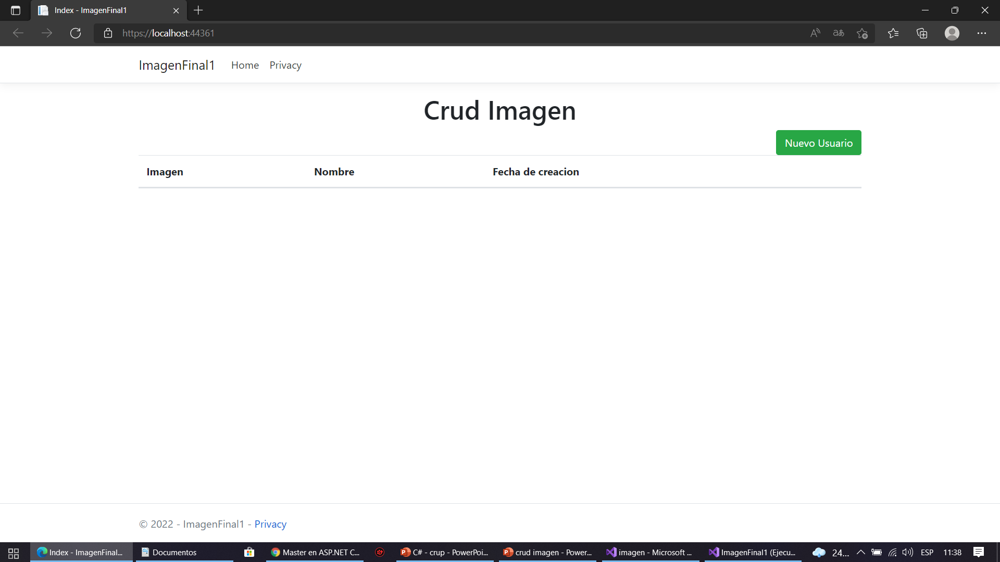 Index - ImagenFinal1
https://localhost:44361
ImagenFinal1 Home Privacy
Crud Imagen
Nuevo Usuario
Imagen Nombre Fecha de creacion
© 2022 - ImagenFinal1 - Privacy
Index - ImagenFinal... Documentos Master en ASP.NET C... C# - crup - PowerPoi... crud imagen - Power... imagen - Microsoft ... ImagenFinal1 (Ejecu... 24... ESP 11:38